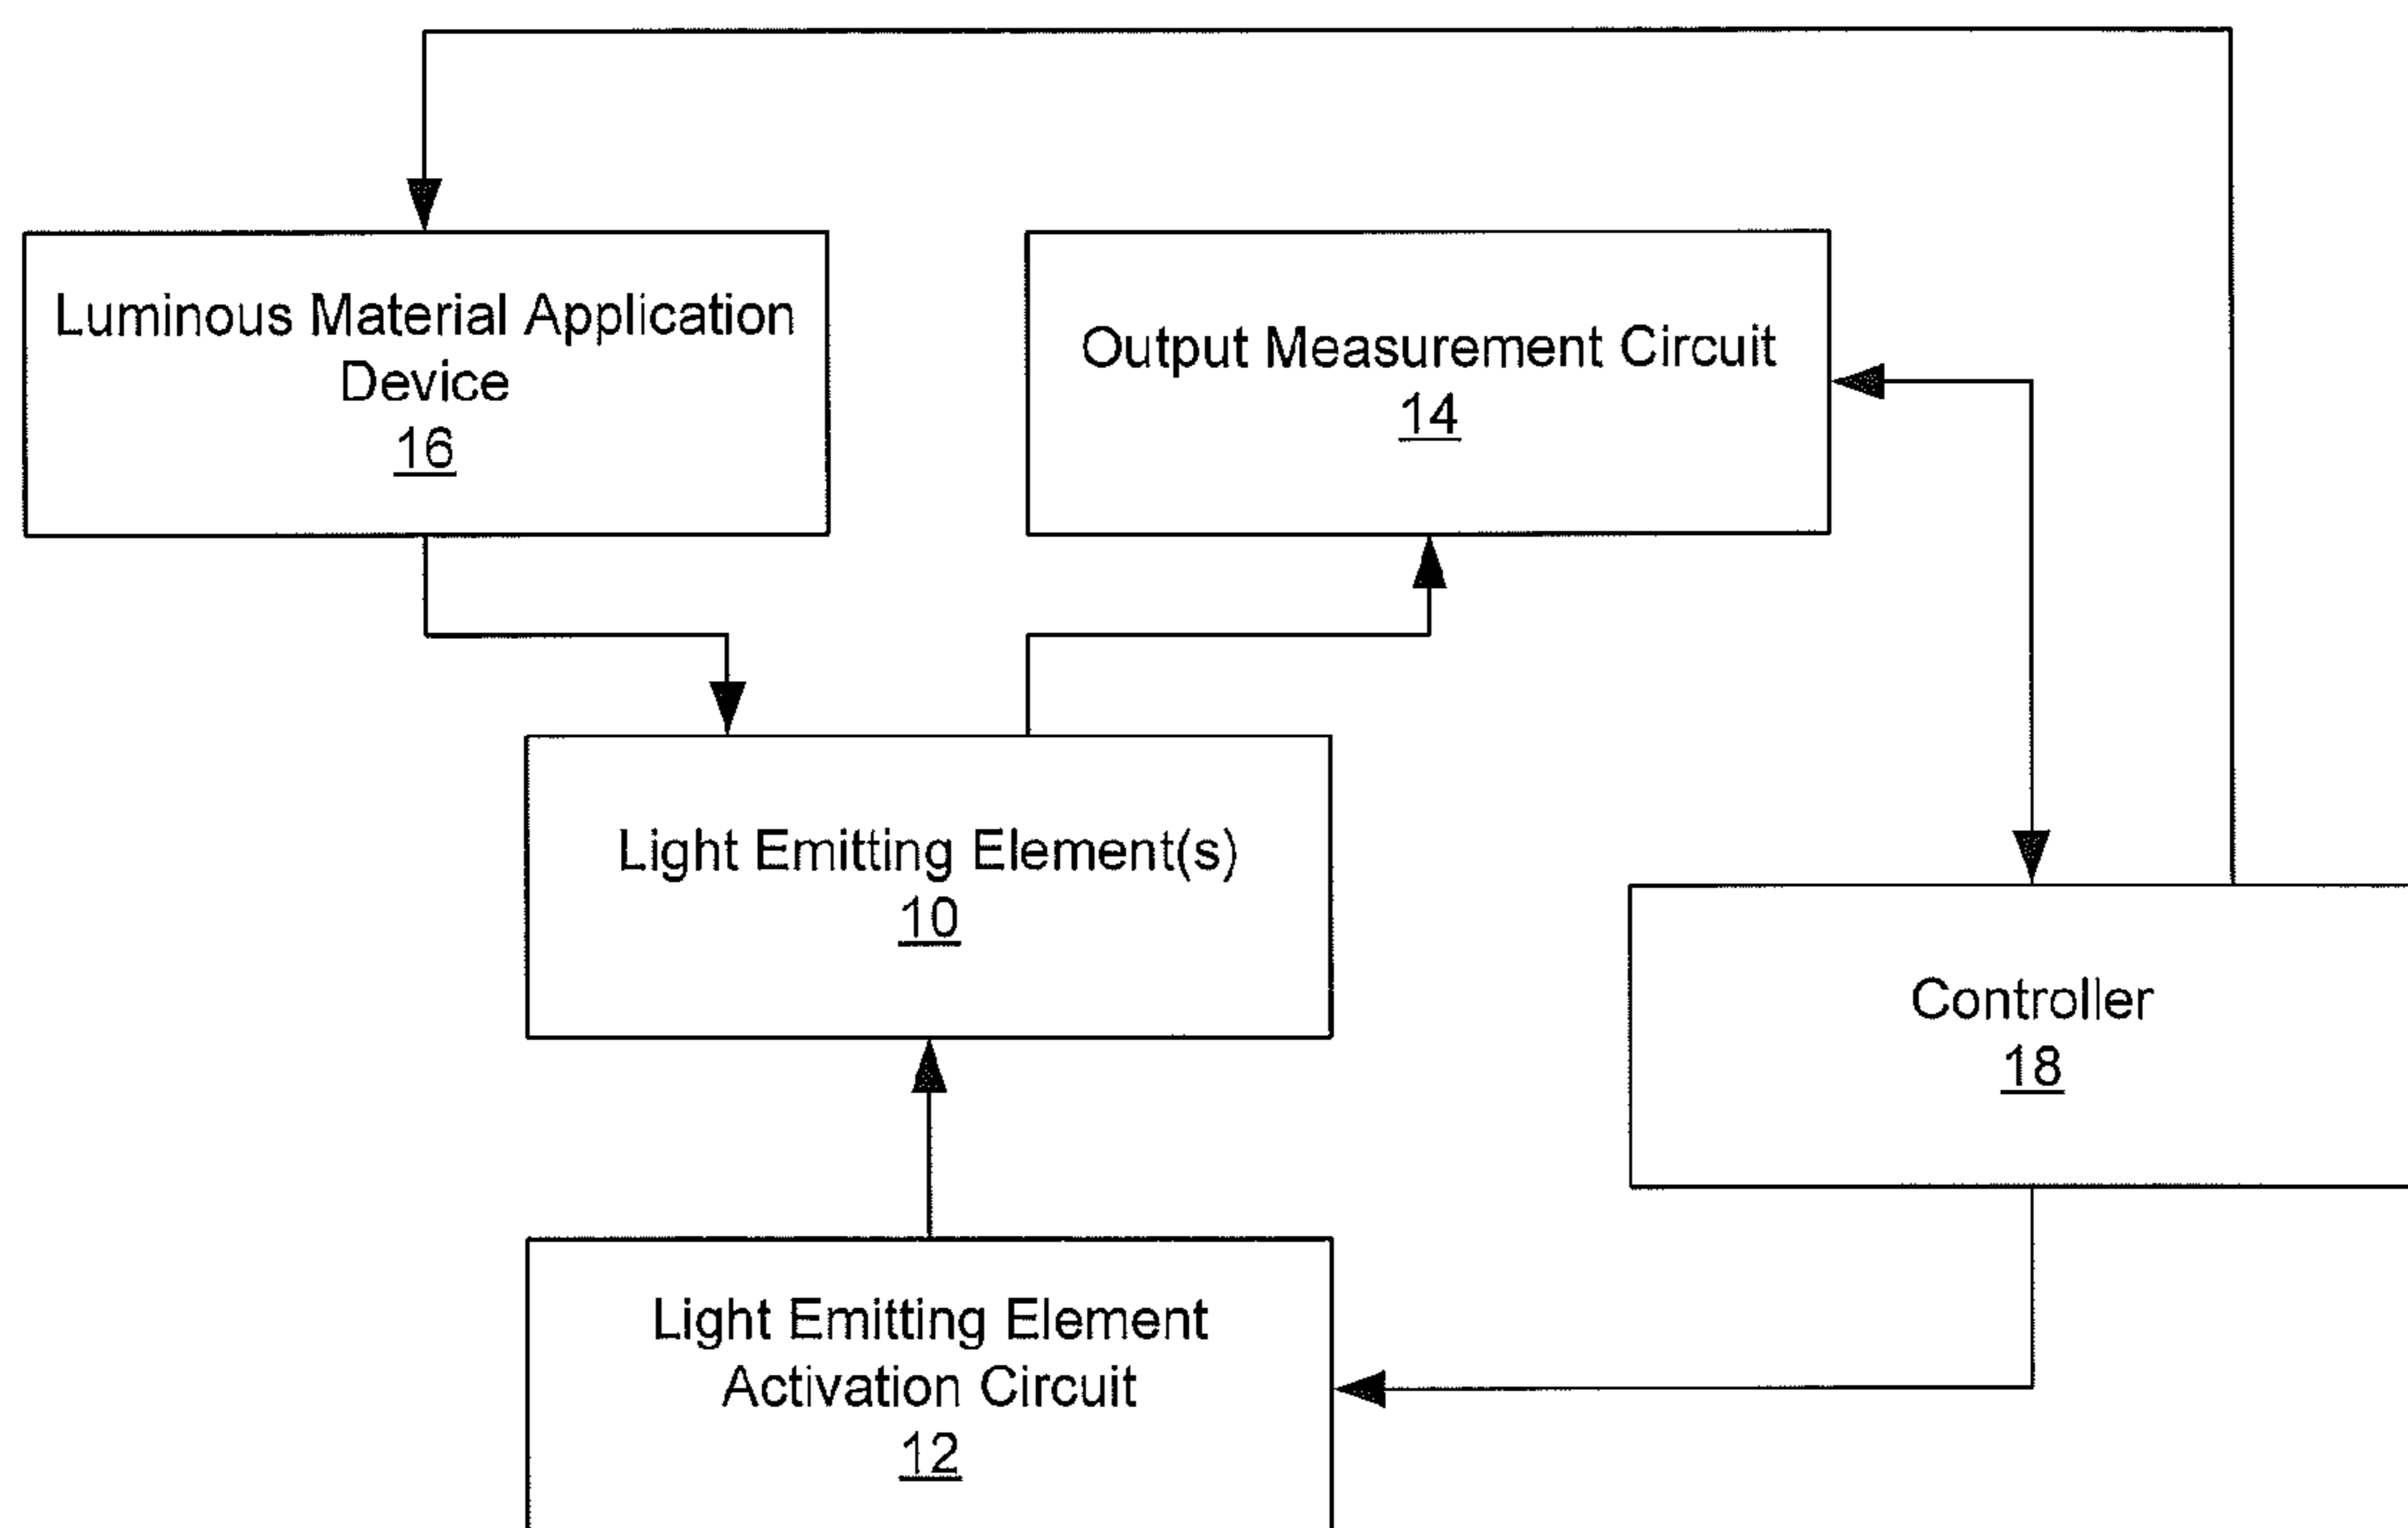 Luminous Material Application
Device
16
Output Measurement Circuit
14
Light Emitting Element(s)
10
Controller
18
Light Emitting Element
Activation Circuit
12